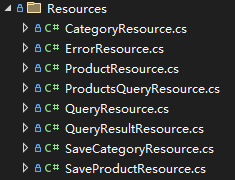 Resources
C# CategoryResource.cs
C# ErrorResource.cs
C# ProductResource.cs
C# ProductsQueryResource.cs
C# QueryResource.cs
C# QueryResultResource.cs
C# SaveCategoryResource.cs
C# SaveProductResource.cs